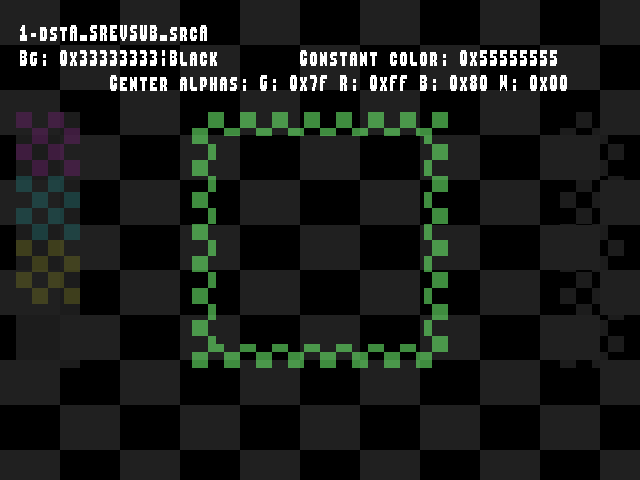 1-dstA_SREVSUB_srcA
Bg: 0x33333333¦Black Constant color: 0x55555555
Center alphas: G: 0x7f R: 0xff B: 0x80 W: 0x00